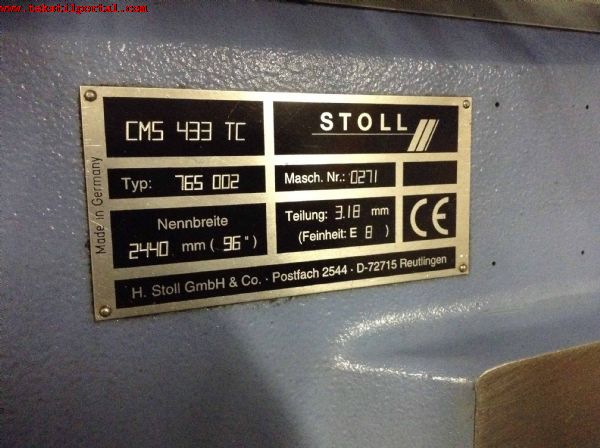 www.tekstilportal.com
Made in Germany
CMS 433 TC
STOLL
Typ: 765 002
Masch. Nr.: 0271
Nennbreite
2440 mm ( 96 " )
Teilung: 3.18 mm
(Feinheit: E 8 )
CE
H. Stoll GmbH & Co. · Postfach 2544 · D-72715 Reutlingen